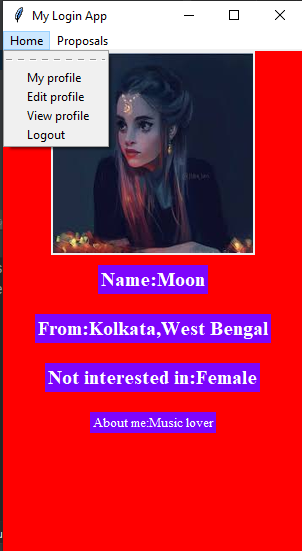 My Login App
Home Proposals
My profile
Edit profile
View profile
Logout
Name:Moon
From:Kolkata,West Bengal
Not interested in:Female
About me:Music lover